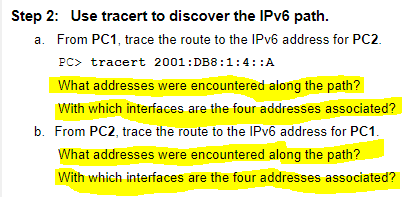 Step 2: Use tracert to discover the IPv6 path.
a. From PC1, trace the route to the IPv6 address for PC2.
PC> tracert 2001:DB8:1:4::A
What addresses were encountered along the path?
With which interfaces are the four addresses associated?
b. From PC2, trace the route to the IPv6 address for PC1.
What addresses were encountered along the path?
With which interfaces are the four addresses associated?